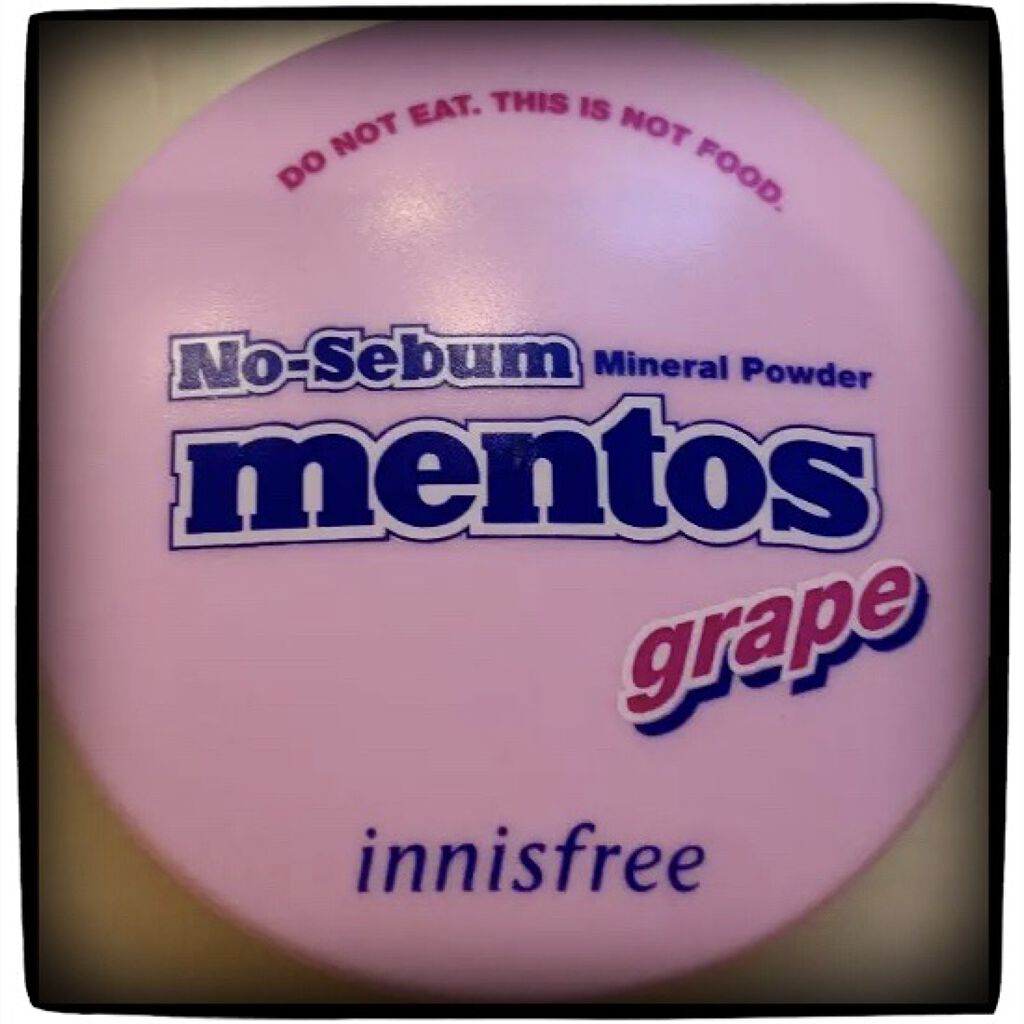 DO NOT EAT. THIS IS NOT FOOD.
No-Sebum Mineral Powder
mentos
grape
innisfree